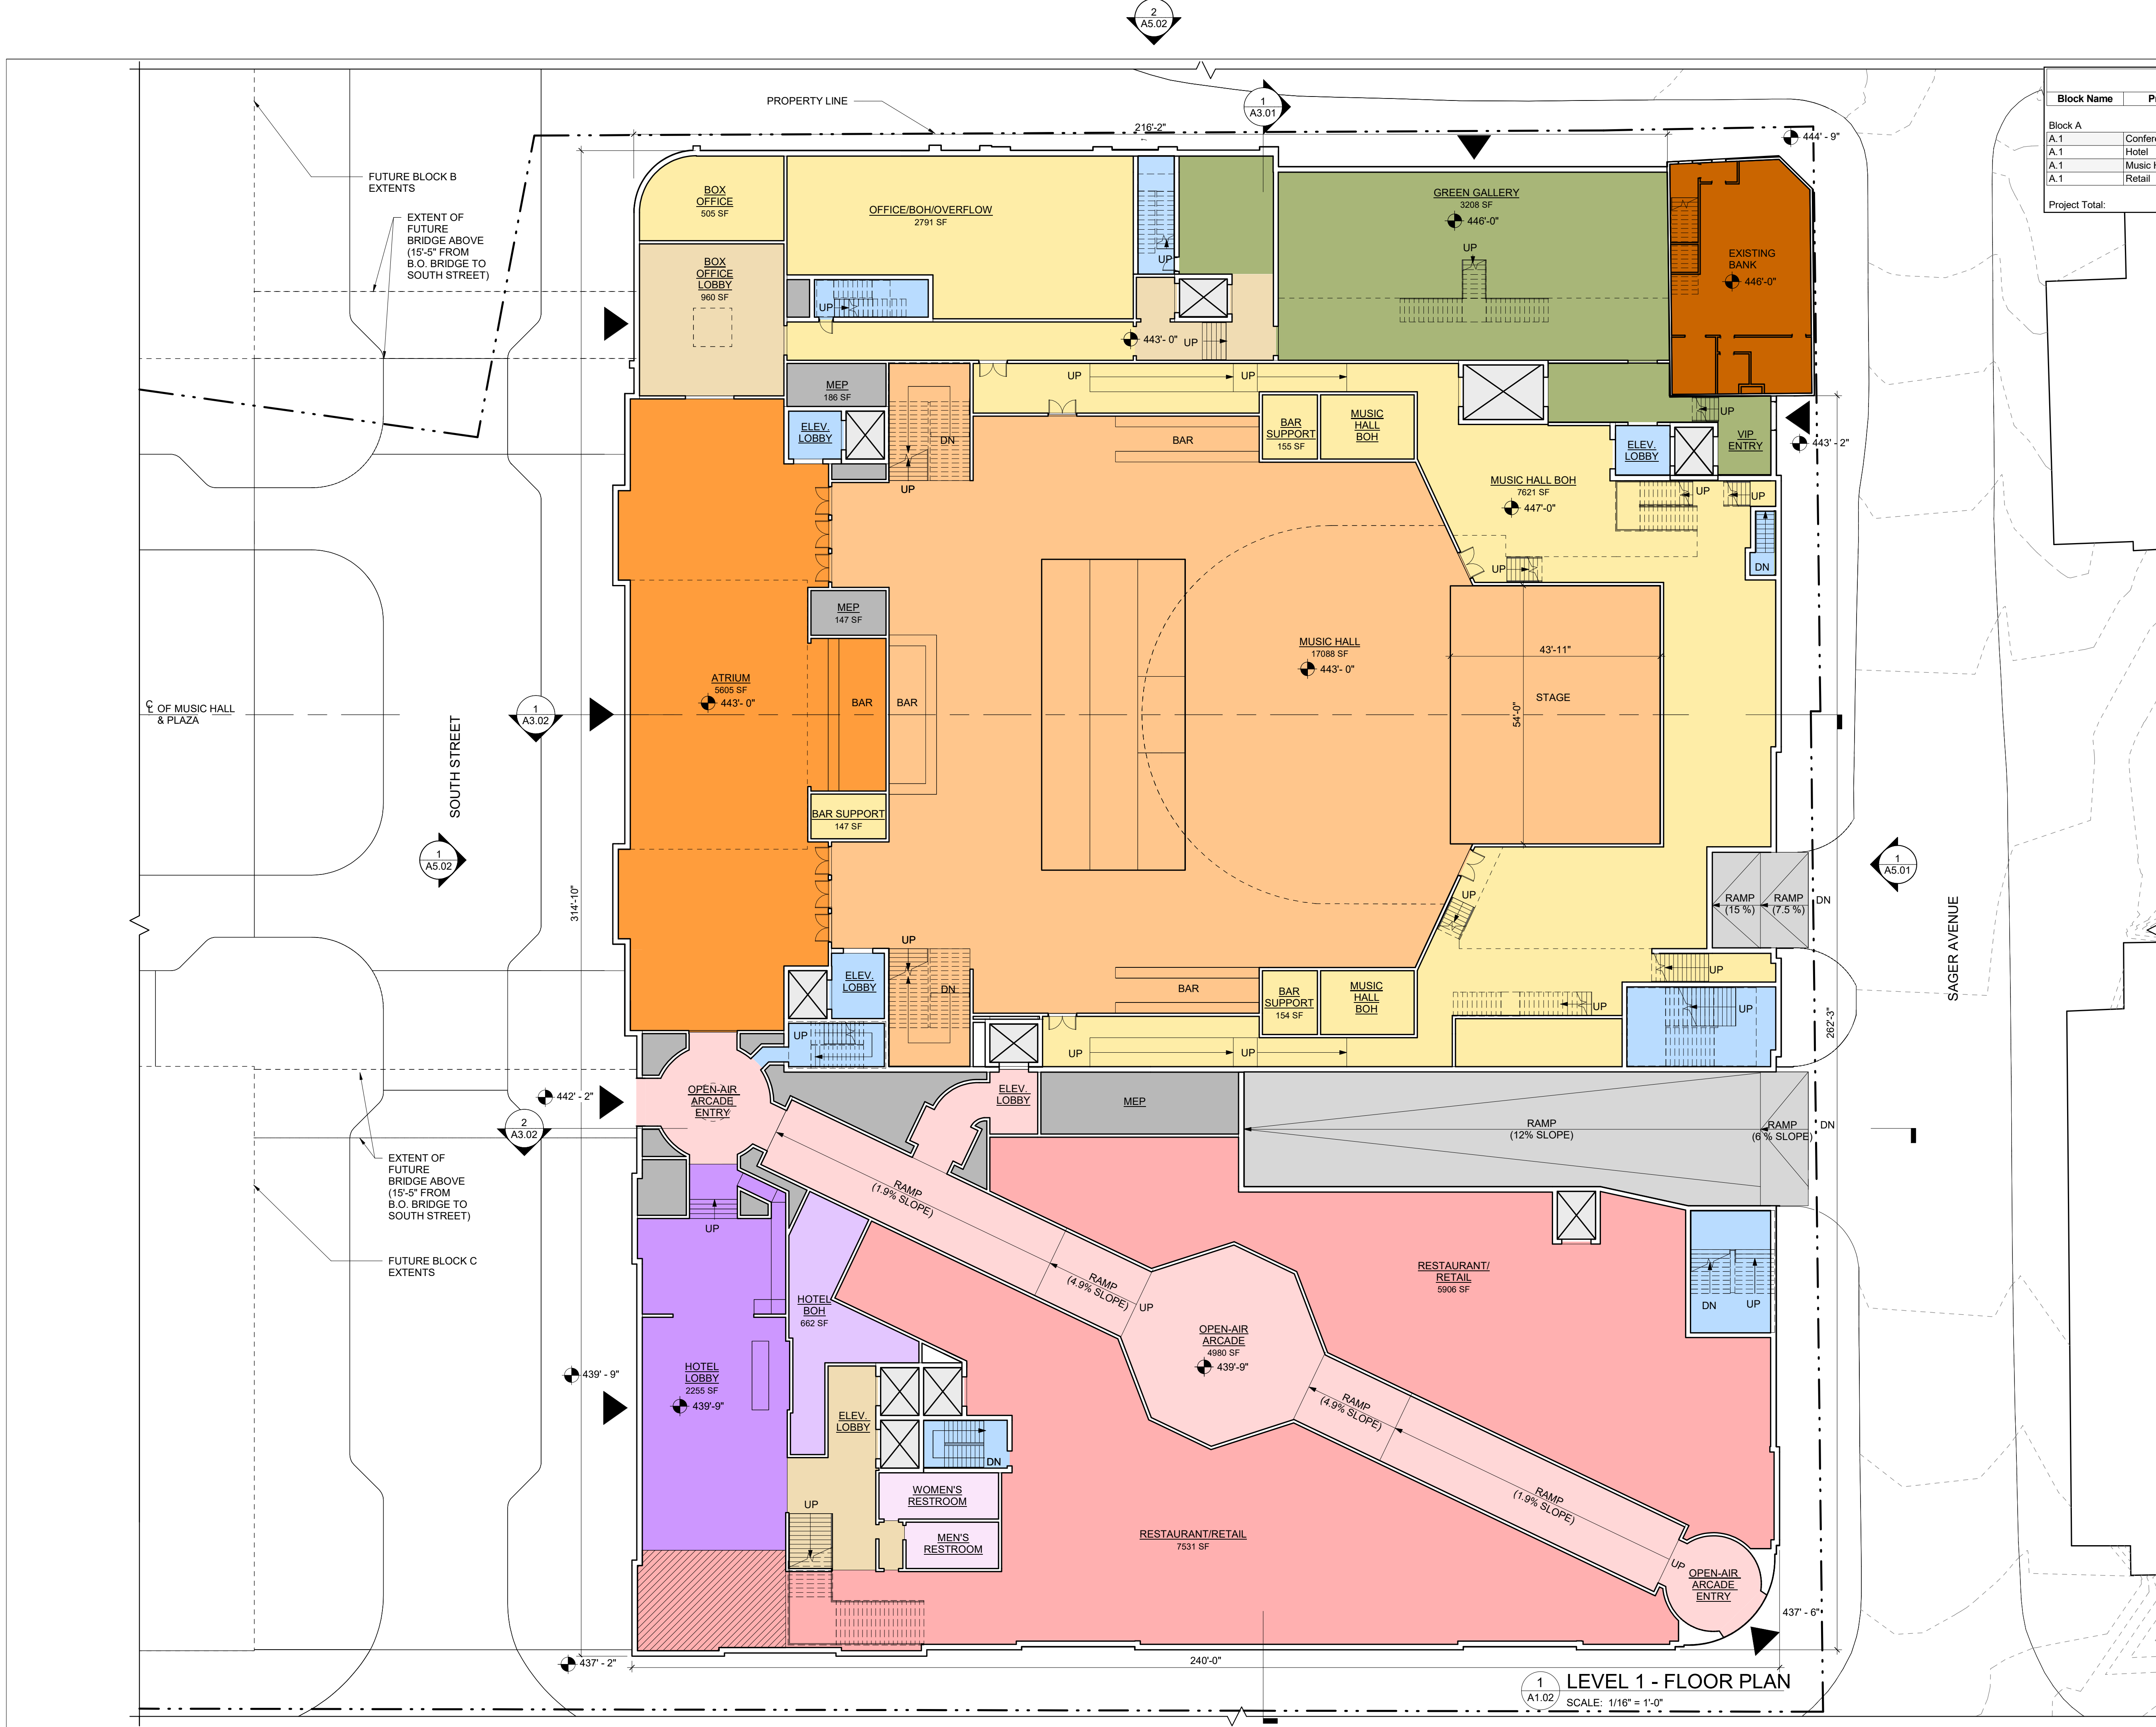 2
A5.02
PROPERTY LINE
1
A3.01
216'-2"
444' - 9"
Block Name
Block A
A.1
A.1 Hotel
A.1
A.1 Retail
Project Total:
FUTURE BLOCK B
EXTENTS
EXTENT OF
FUTURE
BRIDGE ABOVE
(15'-5" FROM
B.O. BRIDGE TO
SOUTH STREET)
BOX
OFFICE
505 SF
OFFICE/BOH/OVERFLOW
2791 SF
UP
GREEN GALLERY
3208 SF
446'-0"
UP
EXISTING
BANK
446'-0"
BOX
OFFICE
LOBBY
960 SF
UP
443'- 0"
UP
MEP
186 SF
UP
UP
ELEV.
LOBBY
DN
UP
BAR
BAR
SUPPORT
155 SF
MUSIC
HALL
BOH
UP
VIP
ENTRY
443' - 2"
ELEV.
LOBBY
MUSIC HALL BOH
7621 SF
447'-0"
UP
UP
UP
DN
MEP
147 SF
MUSIC HALL
17088 SF
443'- 0"
43'-11"
STAGE
54'-0"
ATRIUM
5605 SF
443'- 0"
BAR
BAR
CL OF MUSIC HALL
& PLAZA
1
A3.02
SOUTH STREET
BAR SUPPORT
147 SF
1
A5.02
314'-10"
1
A5.01
SAGER AVENUE
UP
RAMP
(15 %)
RAMP
(7.5 %)
DN
UP
DN
ELEV.
LOBBY
BAR
BAR
SUPPORT
154 SF
MUSIC
HALL
BOH
UP
UP
UP
262'-3"
UP
UP
UP
442' - 2"
2
A3.02
OPEN-AIR
ARCADE
ENTRY
ELEV.
LOBBY
MEP
RAMP
(12% SLOPE)
RAMP
(6 % SLOPE)
DN
EXTENT OF
FUTURE
BRIDGE ABOVE
(15'-5" FROM
B.O. BRIDGE TO
SOUTH STREET)
RAMP
(1.9% SLOPE)
UP
FUTURE BLOCK C
EXTENTS
RAMP
(4.9% SLOPE)
UP
HOTEL
BOH
662 SF
RESTAURANT/
RETAIL
5906 SF
DN
UP
OPEN-AIR
ARCADE
4980 SF
439'-9"
439' - 9"
HOTEL
LOBBY
2255 SF
439'-9"
ELEV.
LOBBY
RAMP
(4.9% SLOPE)
DN
WOMEN'S
RESTROOM
UP
MEN'S
RESTROOM
RAMP
(1.9% SLOPE)
RESTAURANT/RETAIL
7531 SF
UP
OPEN-AIR
ARCADE
ENTRY
437' - 6"
437' - 2"
240'-0"
1
A1.02
LEVEL 1 - FLOOR PLAN
SCALE: 1/16" = 1'-0"